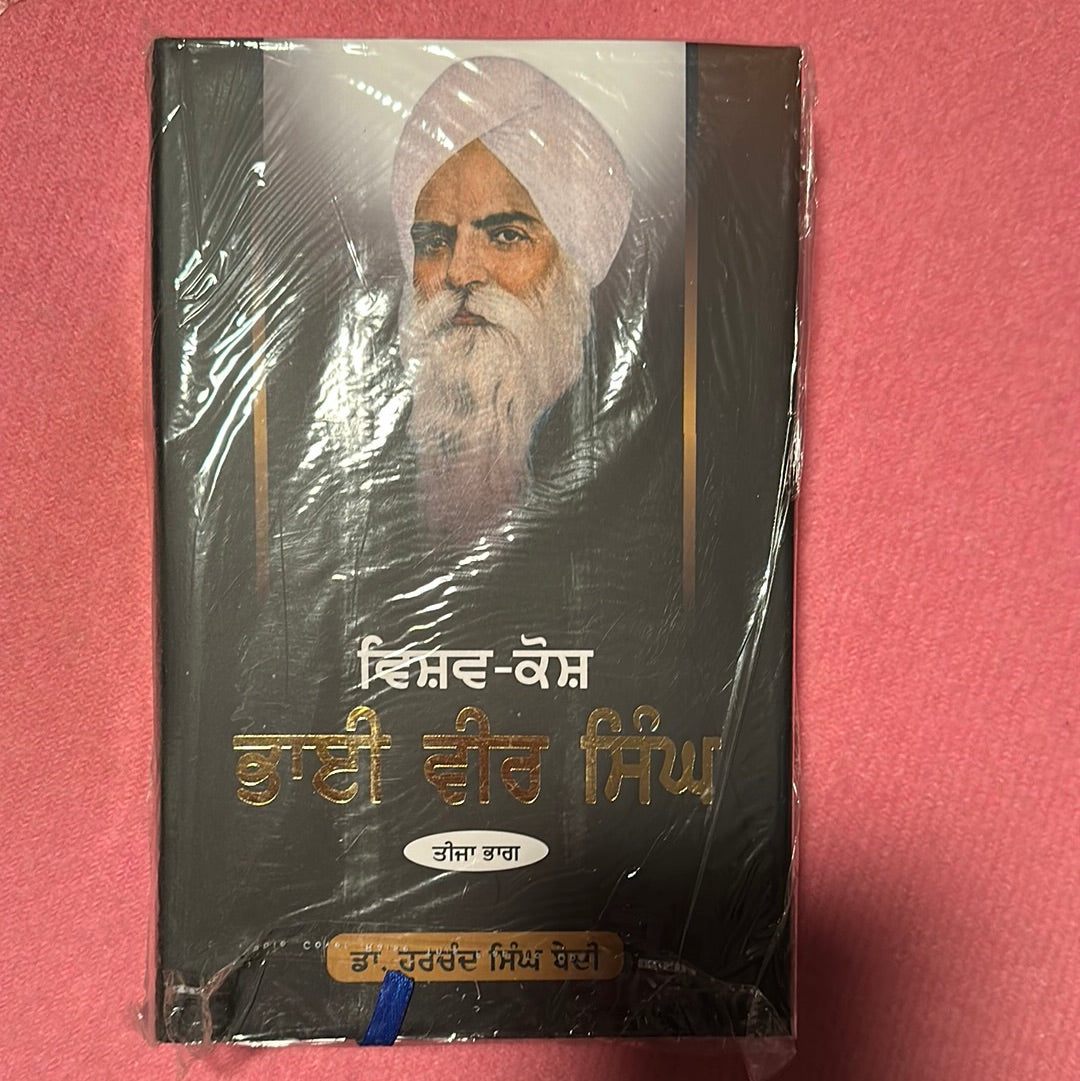 ਵਿਸ਼ਵ-ਕੋਸ਼
ਭਾਈ ਵੀਰ ਸਿੰਘ
ਤੀਜਾ ਭਾਗ
ਡਾ. ਹਰਚੰਦ ਸਿੰਘ ਬੇਦੀ